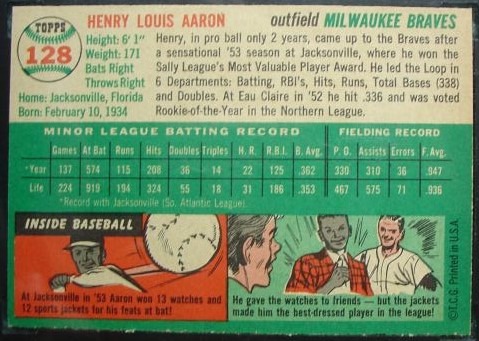 TOPPS
128
HENRY LOUIS AARON outfield MILWAUKEE BRAVES
Height: 6' 1"
Weight: 171
Bats Right
Throws Right
Home: Jacksonville, Florida
Born: February 10, 1934
Henry, in pro ball only 2 years, came up to the Braves after
a sensational '53 season at Jacksonville, where he won the
Sally League's Most Valuable Player Award. He led the Loop in
6 Departments: Batting, RBI's, Hits, Runs, Total Bases (338)
and Doubles. At Eau Claire in '52 he hit .336 and was voted
Rookie-of-the-Year in the Northern League.
MINOR LEAGUE BATTING RECORD FIELDING RECORD
Games At Bat Runs Hits Doubles Triples H.R. R.B.I. B. Avg. P.O. Assists Errors F. Avg.
*Year 137 574 115 208 36 14 22 125 .362 330 310 36 .947
Life 224 919 194 324 55 18 31 186 .353 467 575 71 .936
*Record with Jacksonville (So. Atlantic League).
INSIDE BASEBALL
At Jacksonville in '53 Aaron won 13 watches and
12 sports jackets for his feats at bat!
He gave the watches to friends — but the jackets
made him the best-dressed player in the league!
©T.C.G. Printed in U.S.A.